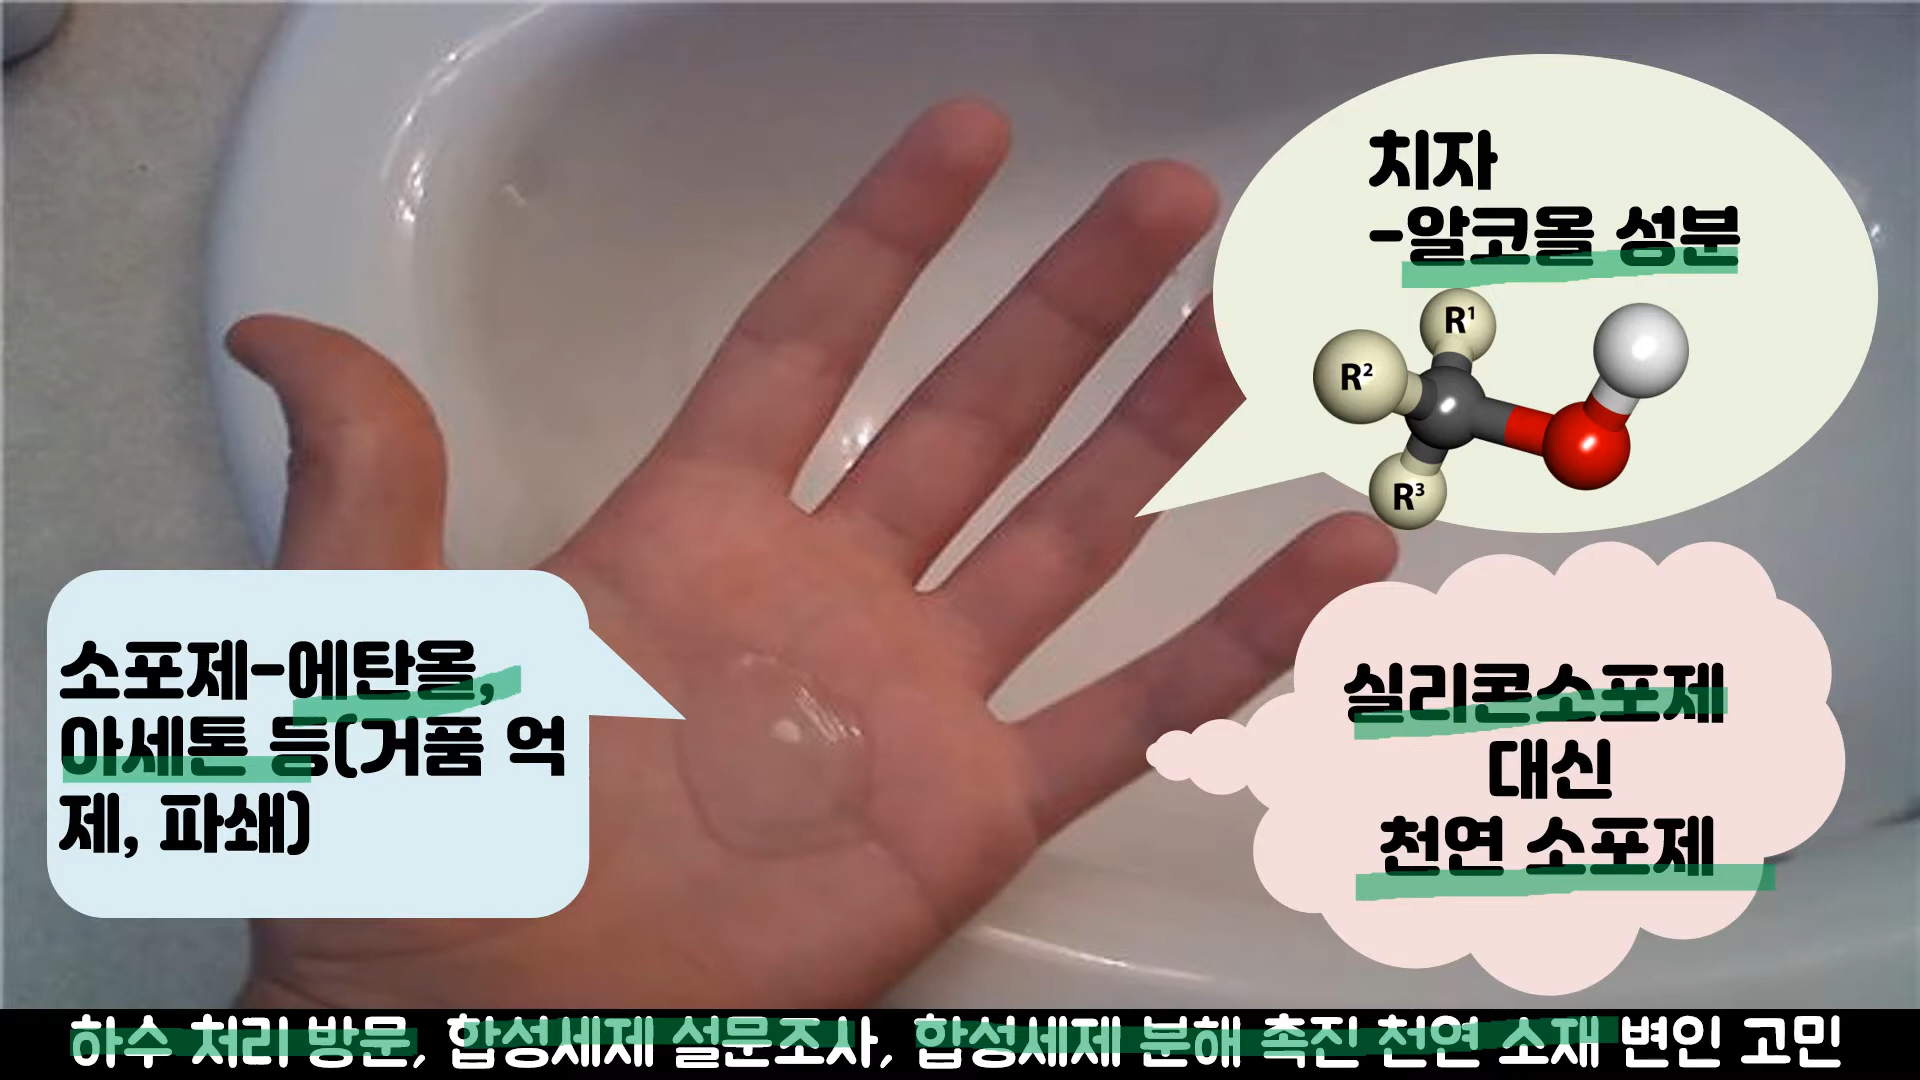 치자
-알코올 성분
R¹
R²
R³
소포제-에탄올,
아세톤 등(거품 억
제, 파쇄)
실리콘소포제
대신
천연 소포제
하수 처리 방문, 합성세제 설문조사, 합성세제 분해 촉진 천연 소재 변인 고민